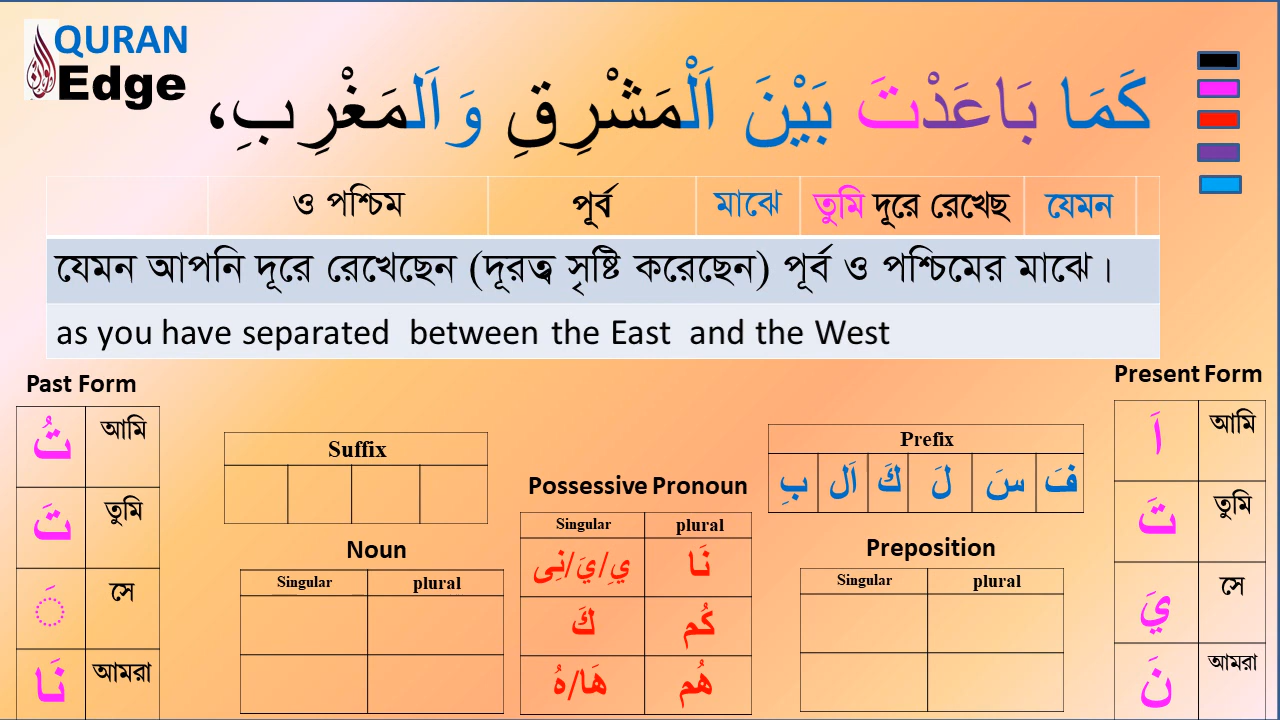 QURAN
Edge
كَمَا بَاعَدْتَ بَيْنَ اَلْمَشْرِقِ وَاَلمَغْرِبِ،
ও পশ্চিম পূর্ব মাঝে তুমি দূরে রেখেছ যেমন
যেমন আপনি দূরে রেখেছেন (দূরত্ব সৃষ্টি করেছেন) পূর্ব ও পশ্চিমের মাঝে।
as you have separated between the East and the West
Past Form
تُ আমি
تَ তুমি
َ সে
نَا আমরা
Suffix
Noun
Singular plural
Possessive Pronoun
Singular plural
يِ/يَ/نِى نَا
كَ كُم
هَا/هُ هُم
Prefix
بِ اَل كَ لَ سَ فَ
Preposition
Singular plural
Present Form
اَ আমি
تَ তুমি
يَ সে
نَ আমরা